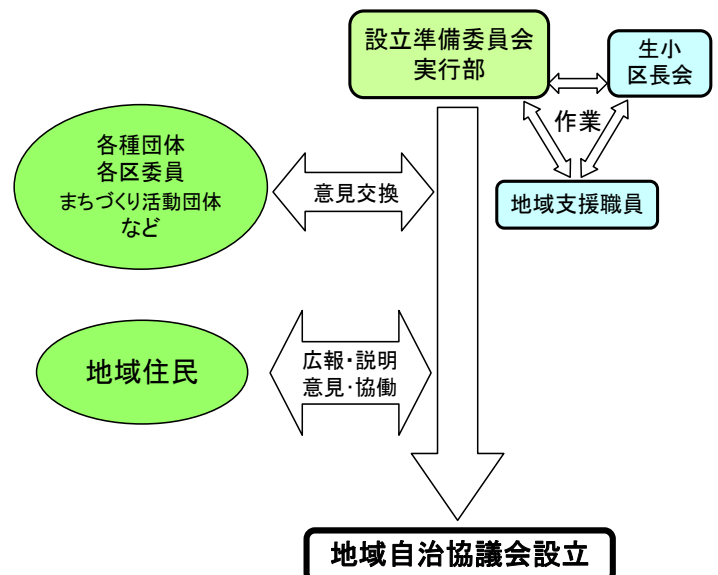 設立準備委員会
実行部
生小
区長会
作業
地域支援職員
各種団体
各区委員
まちづくり活動団体
など
意見交換
地域住民
広報・説明
意見・協働
地域自治協議会設立